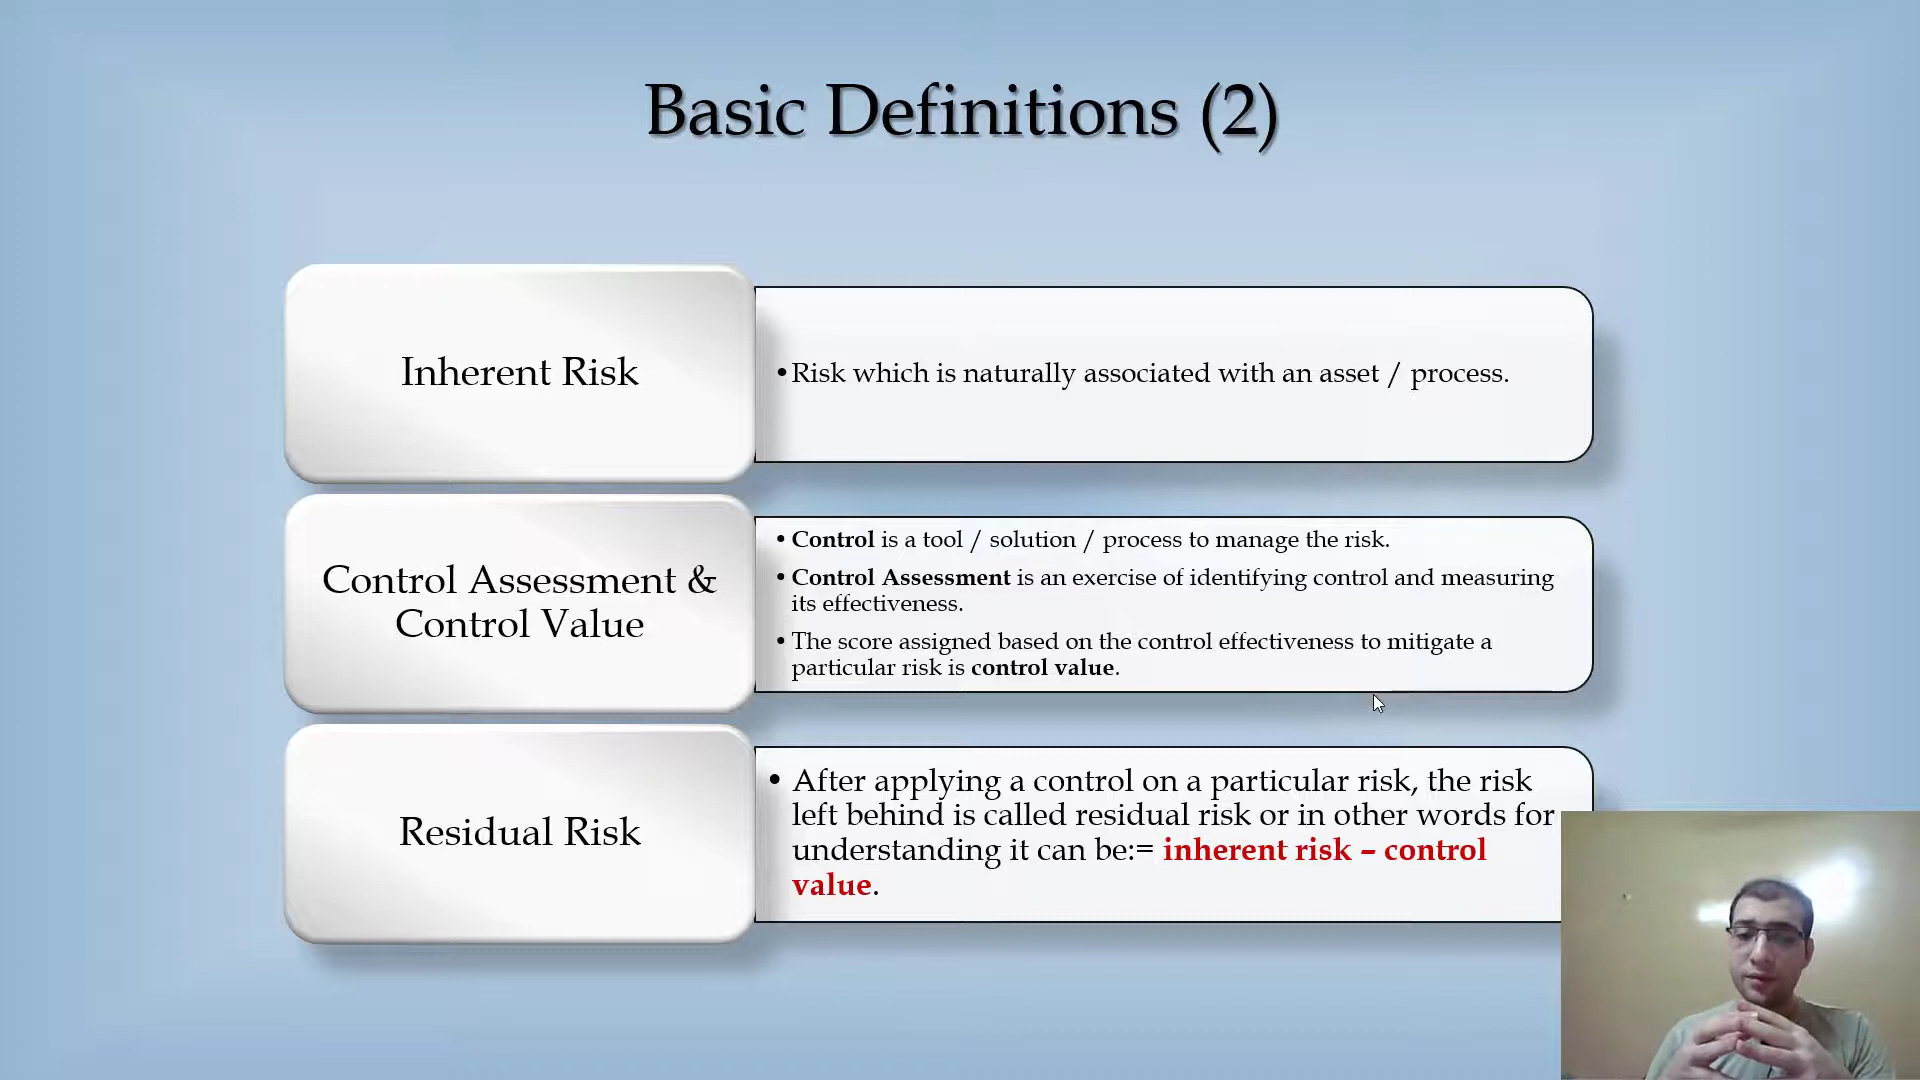 Basic Definitions (2)
Inherent Risk
•Risk which is naturally associated with an asset / process.
Control Assessment &
Control Value
• Control is a tool / solution / process to manage the risk.
• Control Assessment is an exercise of identifying control and measuring
its effectiveness.
• The score assigned based on the control effectiveness to mitigate a
particular risk is control value.
Residual Risk
• After applying a control on a particular risk, the risk
left behind is called residual risk or in other words for
understanding it can be:= inherent risk – control
value.